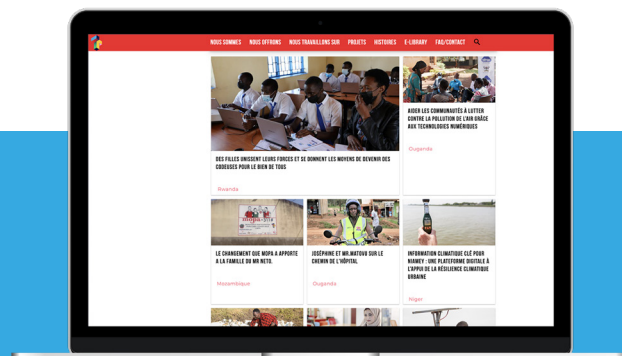 NOUS SOMMES NOUS OFFRONS NOUS TRAVAILLONS SUR PROJETS HISTOIRES E-LIBRARY FAQ/CONTACT
DES FILLES UNISSENT LEURS FORCES ET SE DONNENT LES MOYENS DE DEVENIR DES
CODEUSES POUR LE BIEN DE TOUS
Rwanda
AIDER LES COMMUNAUTÉS À LUTTER
CONTRE LA POLLUTION DE L'AIR GRÂCE
AUX TECHNOLOGIES NUMÉRIQUES
Ouganda
mopa
LE CHANGEMENT QUE MOPA A APPORTE
A LA FAMILLE DU MR NETO.
Mozambique
JOSÉPHINE ET MR.MATOVU SUR LE
CHEMIN DE L'HÔPITAL
Ouganda
INFORMATION CLIMATIQUE CLÉ POUR
NIAMEY : UNE PLATEFORME DIGITALE À
L'APPUI DE LA RÉSILIENCE CLIMATIQUE
URBAINE
Niger